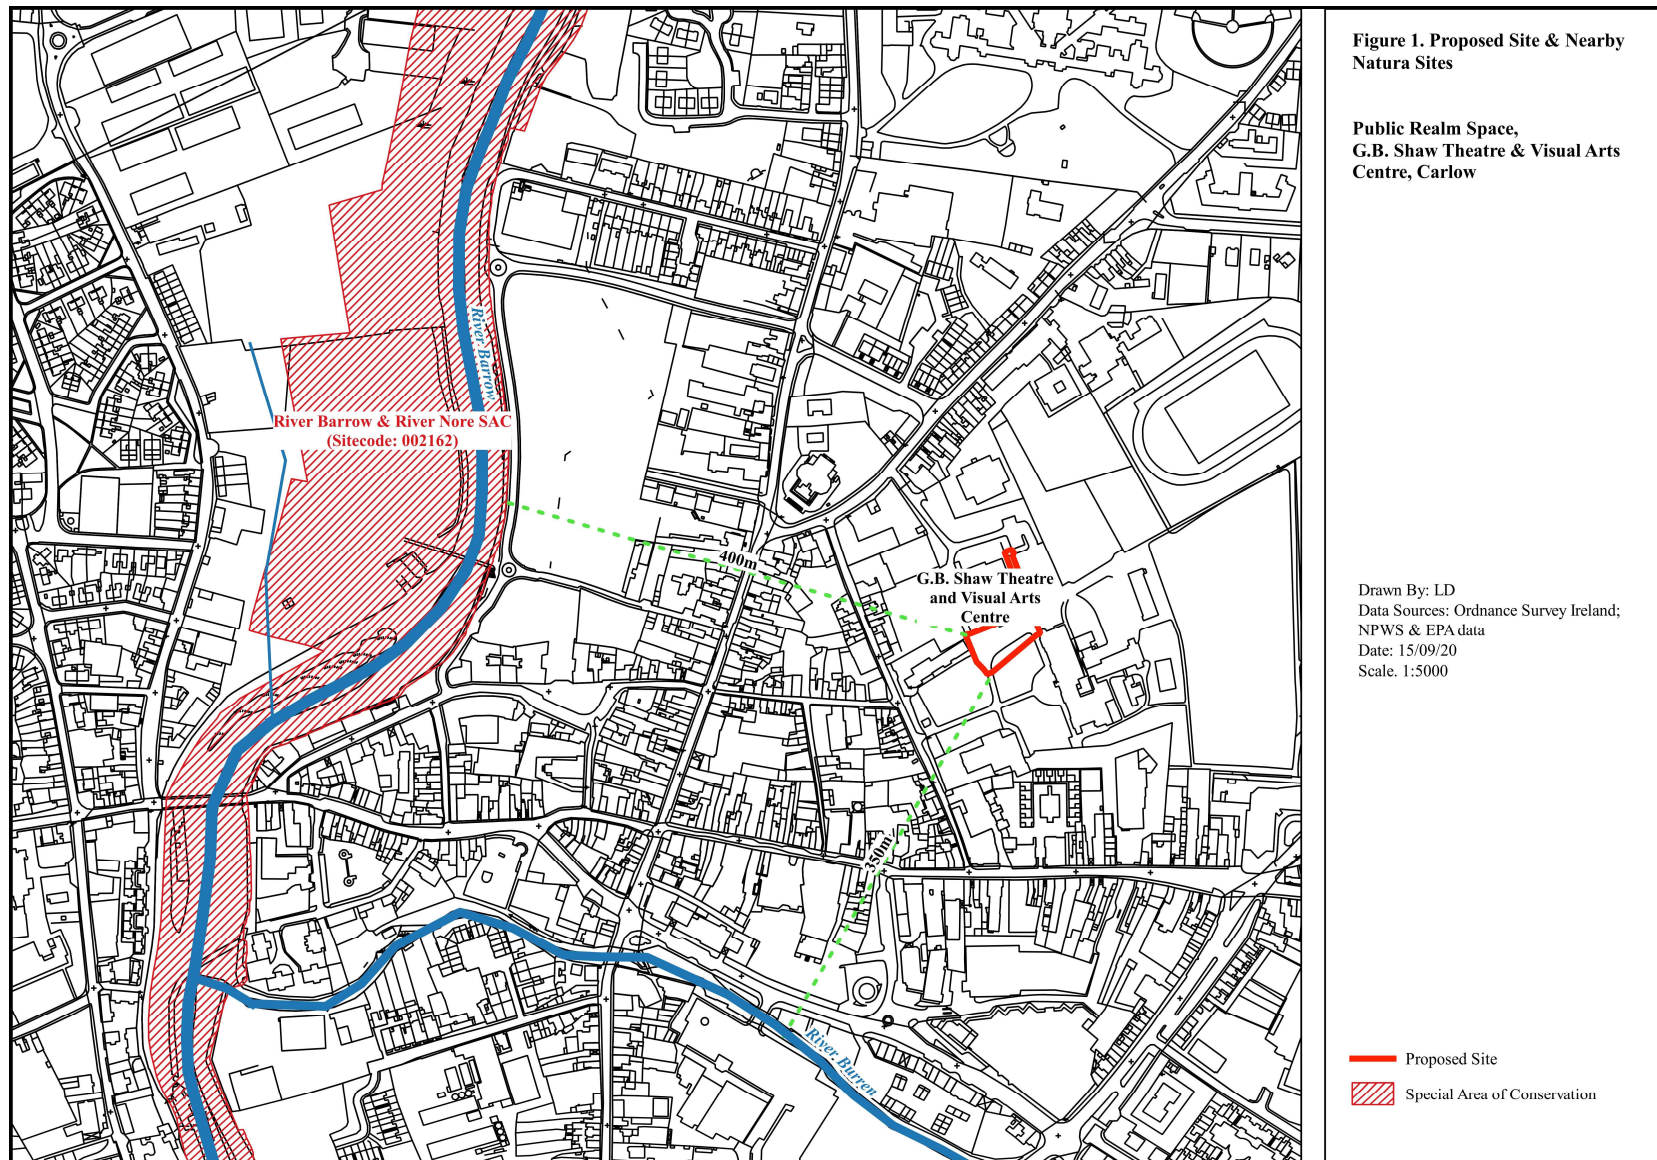 Figure 1. Proposed Site & Nearby
Natura Sites
Public Realm Space,
G.B. Shaw Theatre & Visual Arts
Centre, Carlow
River Barrow
River Barrow & River Nore SAC
(Sitecode: 002162)
400m
G.B. Shaw Theatre
and Visual Arts
Centre
350m
River Burren
Drawn By: LD
Data Sources: Ordnance Survey Ireland;
NPWS & EPA data
Date: 15/09/20
Scale. 1:5000
Proposed Site
Special Area of Conservation